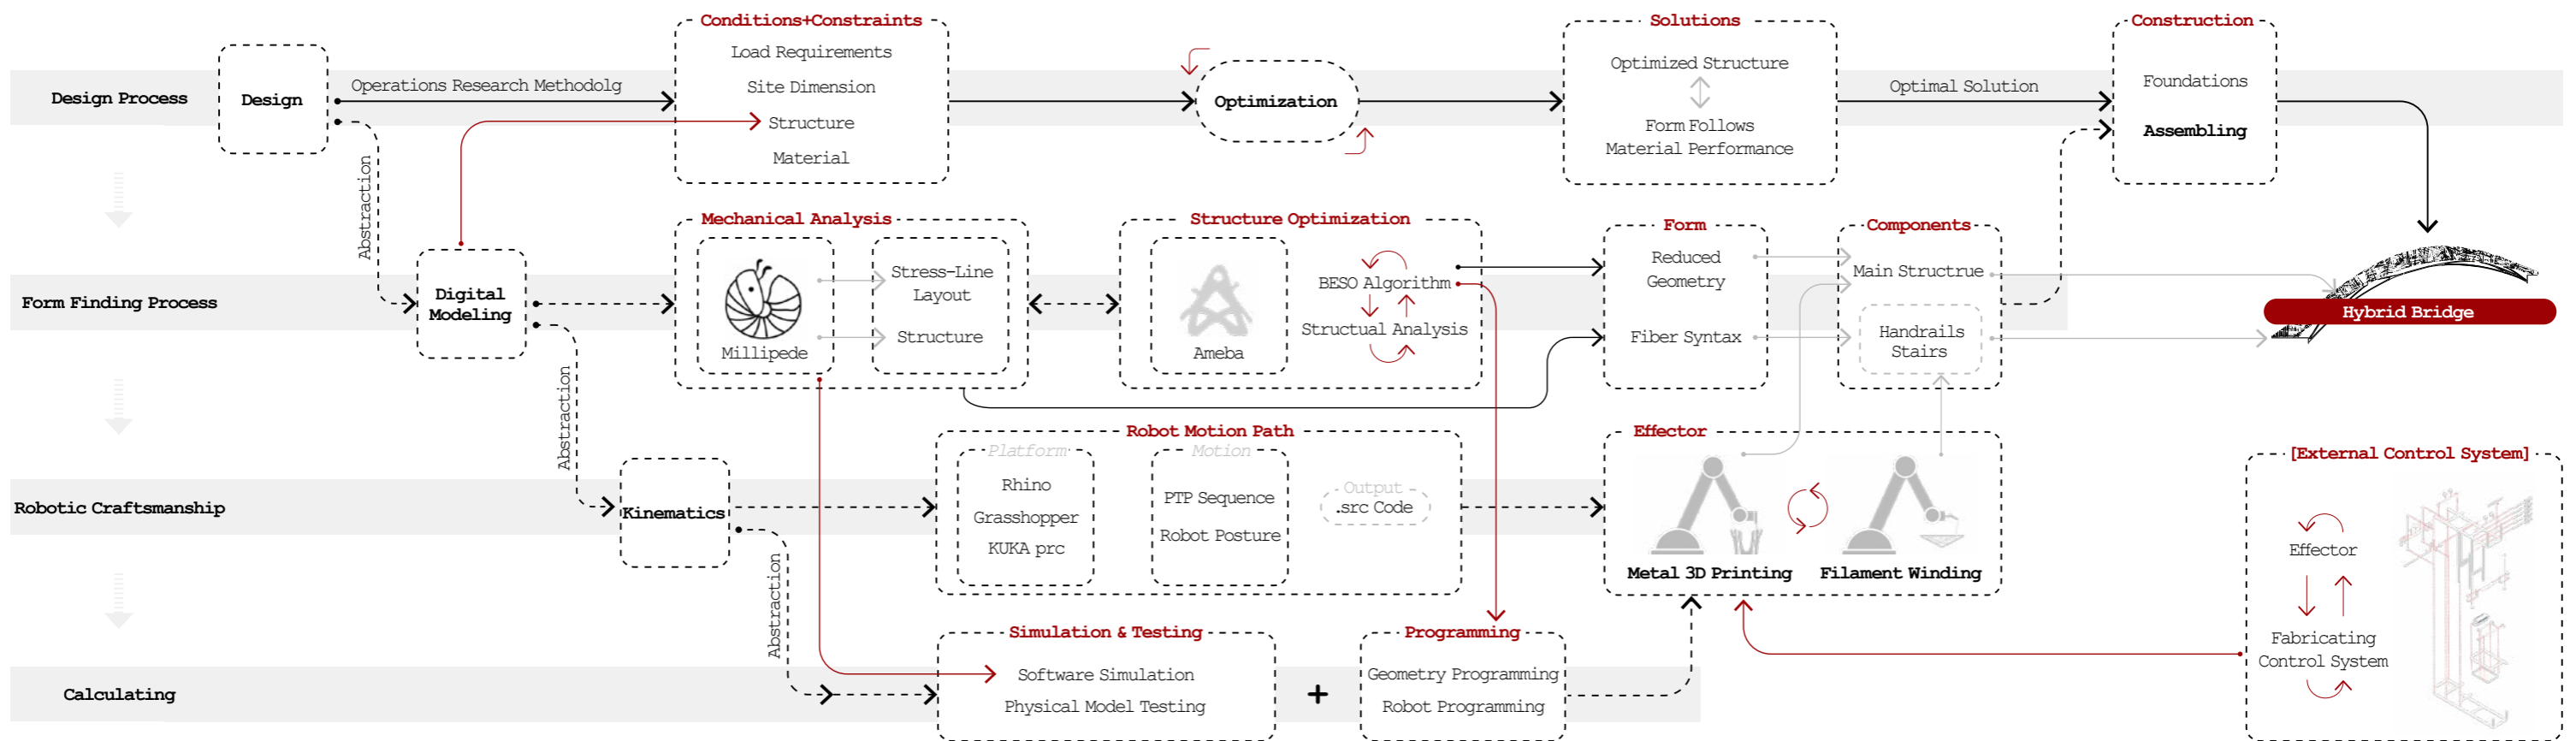 Design Process
Design
Operations Research Methodolg
Conditions+Constraints
Load Requirements
Site Dimension
Structure
Material
Optimization
Solutions
Optimized Structure
Form Follows
Material Performance
Optimal Solution
Construction
Foundations
Assembling
Abstraction
Form Finding Process
Digital
Modeling
Mechanical Analysis
Millipede
Stress-Line
Layout
Structure
Structure Optimization
Ameba
BESO Algorithm
Structual Analysis
Form
Reduced
Geometry
Fiber Syntax
Components
Main Structrue
Handrails
Stairs
Hybrid Bridge
Abstraction
Robotic Craftsmanship
Kinematics
Robot Motion Path
Platform
Rhino
Grasshopper
KUKA prc
Motion
PTP Sequence
Robot Posture
Output
.src Code
Effector
Metal 3D Printing
Filament Winding
[External Control System]
Effector
Fabricating
Control System
Abstraction
Calculating
Simulation & Testing
Software Simulation
Physical Model Testing
+
Programming
Geometry Programming
Robot Programming